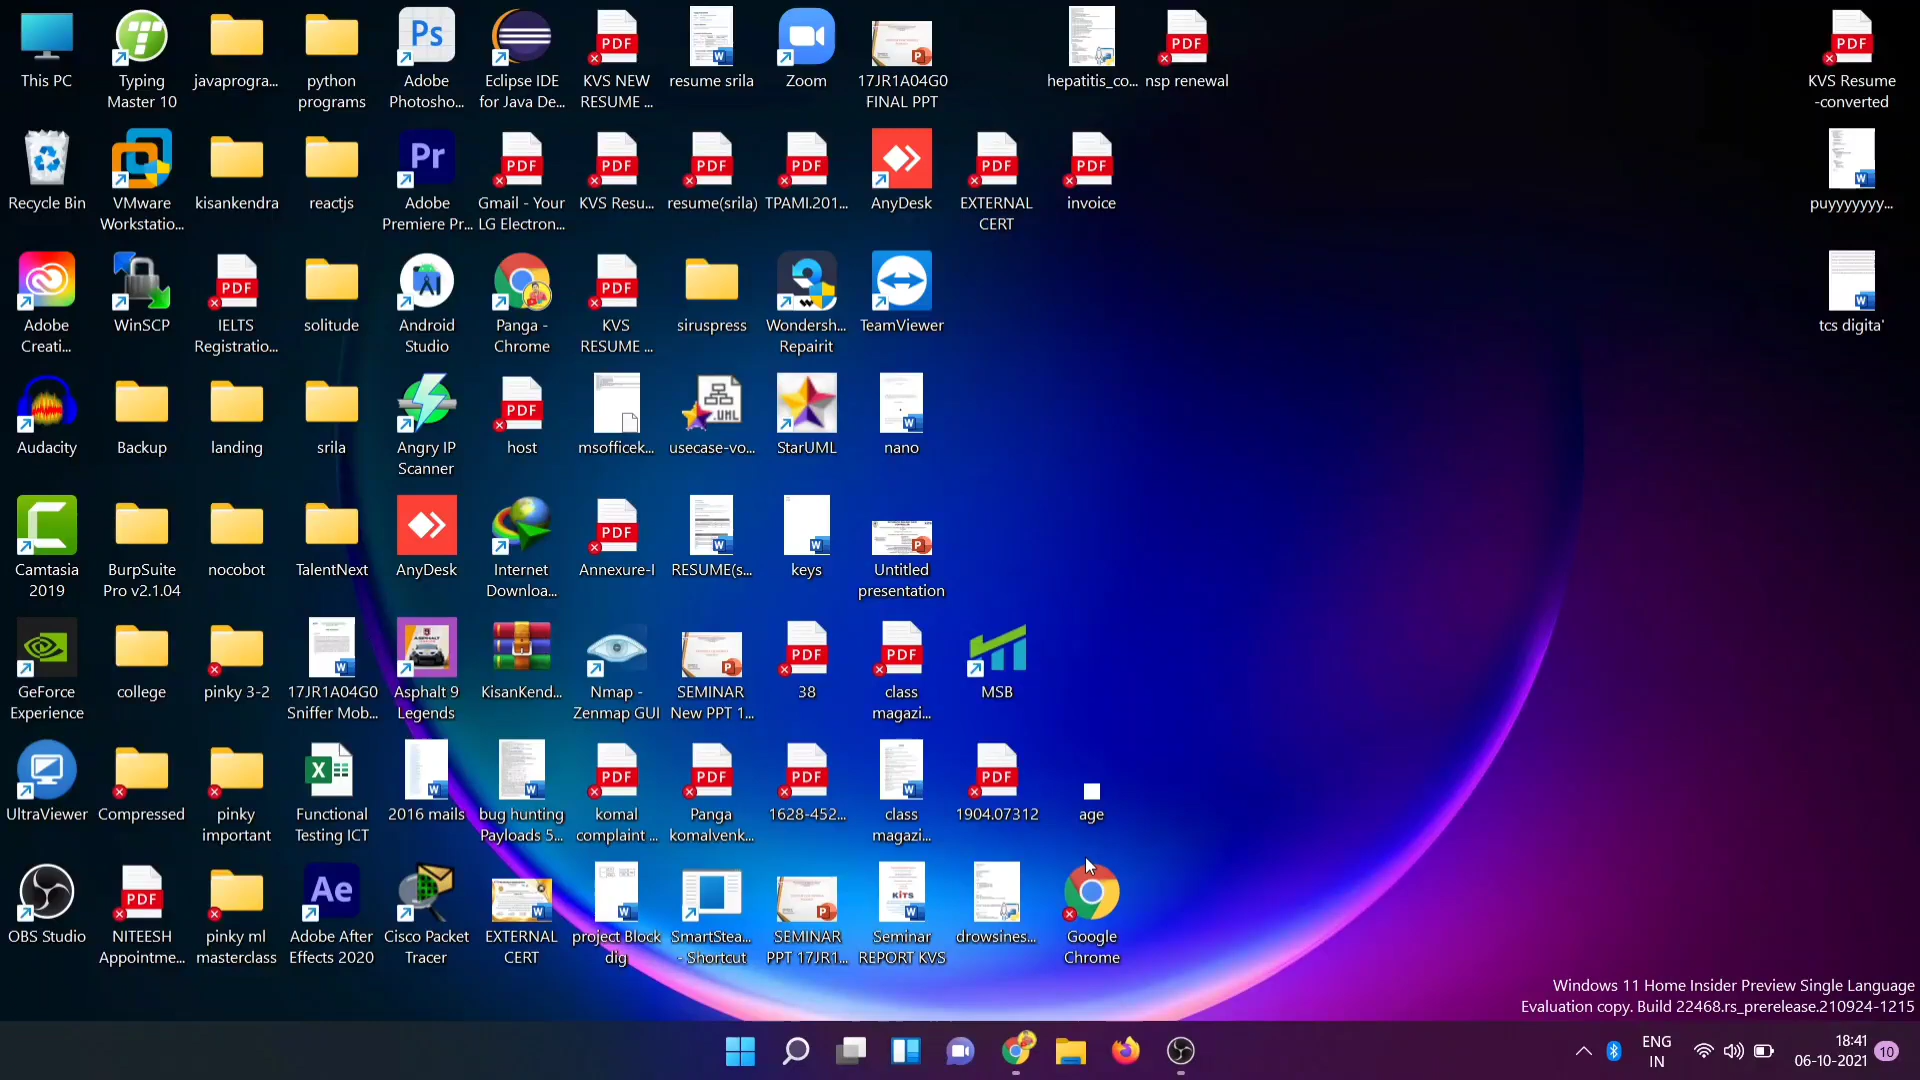 This PC
Typing
Master 10
javaprogra...
python
programs
Adobe
Photosho...
Eclipse IDE
for Java De...
KVS NEW
RESUME ...
resume srila
Zoom
17JR1A04G0
FINAL PPT
hepatitis_co...
nsp renewal
KVS Resume
-converted
Recycle Bin
VMware
Workstatio...
kisankendra
reactjs
Adobe
Premiere Pr...
Gmail - Your
LG Electron...
KVS Resu...
resume(srila)
TPAMI.201...
AnyDesk
EXTERNAL
CERT
invoice
puyyyyyyy...
Adobe
Creati...
WinSCP
IELTS
Registratio...
solitude
Android
Studio
Panga -
Chrome
KVS
RESUME ...
siruspress
Wondersh...
Repairit
TeamViewer
tcs digita'
Audacity
Backup
landing
srila
Angry IP
Scanner
host
msofficek...
usecase-vo...
StarUML
nano
Camtasia
2019
BurpSuite
Pro v2.1.04
nocobot
TalentNext
AnyDesk
Internet
Downloa...
Annexure-I
RESUME(s...
keys
Untitled
presentation
GeForce
Experience
college
pinky 3-2
17JR1A04G0
Sniffer Mob...
Asphalt 9
Legends
KisanKend...
Nmap -
Zenmap GUI
SEMINAR
New PPT 1...
38
class
magazi...
MSB
UltraViewer
Compressed
pinky
important
Functional
Testing ICT
2016 mails
bug hunting
Payloads 5...
komal
complaint ...
Panga
komalvenk...
1628-452...
class
magazi...
1904.07312
age
OBS Studio
NITEESH
Appointme...
pinky ml
masterclass
Adobe After
Effects 2020
Cisco Packet
Tracer
EXTERNAL
CERT
project Block
dig
SmartStea...
- Shortcut
SEMINAR
PPT 17JR1...
Seminar
REPORT KVS
drowsines...
Google
Chrome
Windows 11 Home Insider Preview Single Language
Evaluation copy. Build 22468.rs_prerelease.210924-1215
ENG
IN
18:41
06-10-2021
10